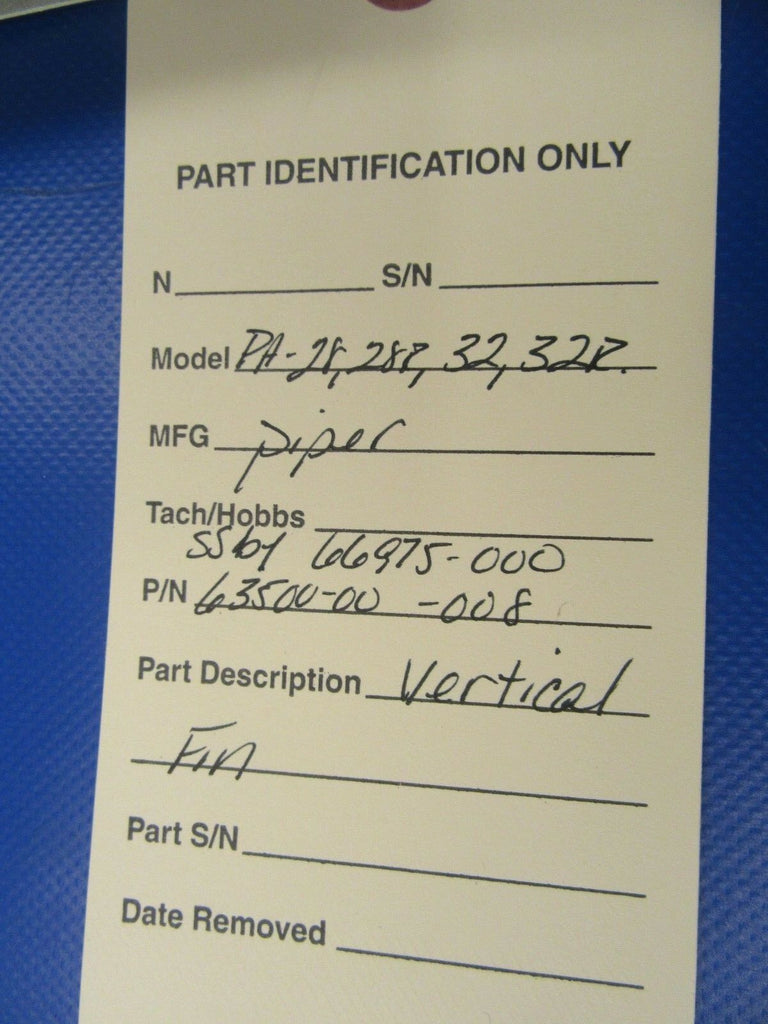 PART IDENTIFICATION ONLY
N S/N
Model PA-28, 28R, 32, 32R.
MFG piper
Tach/Hobbs
SSby 66975-000
P/N 63500-00 -008
Part Description Vertical
Fin
Part S/N
Date Removed